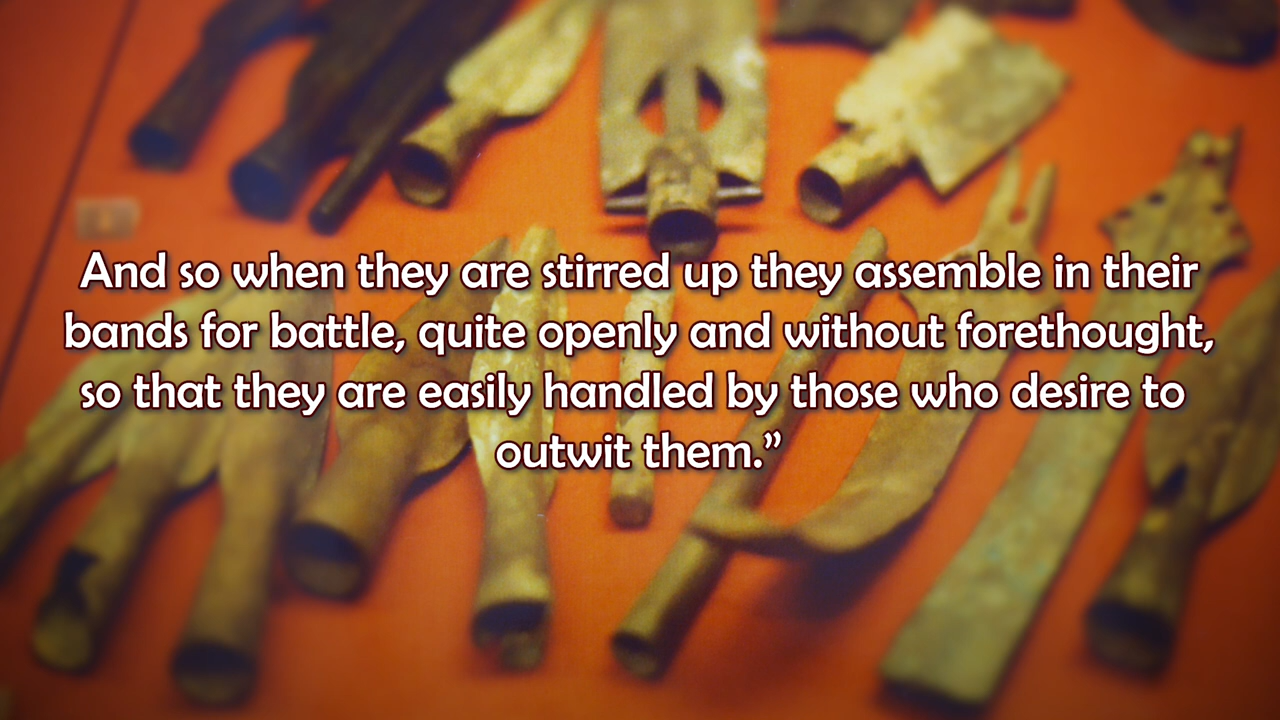 And so when they are stirred up they assemble in their
bands for battle, quite openly and without forethought,
so that they are easily handled by those who desire to
outwit them.”